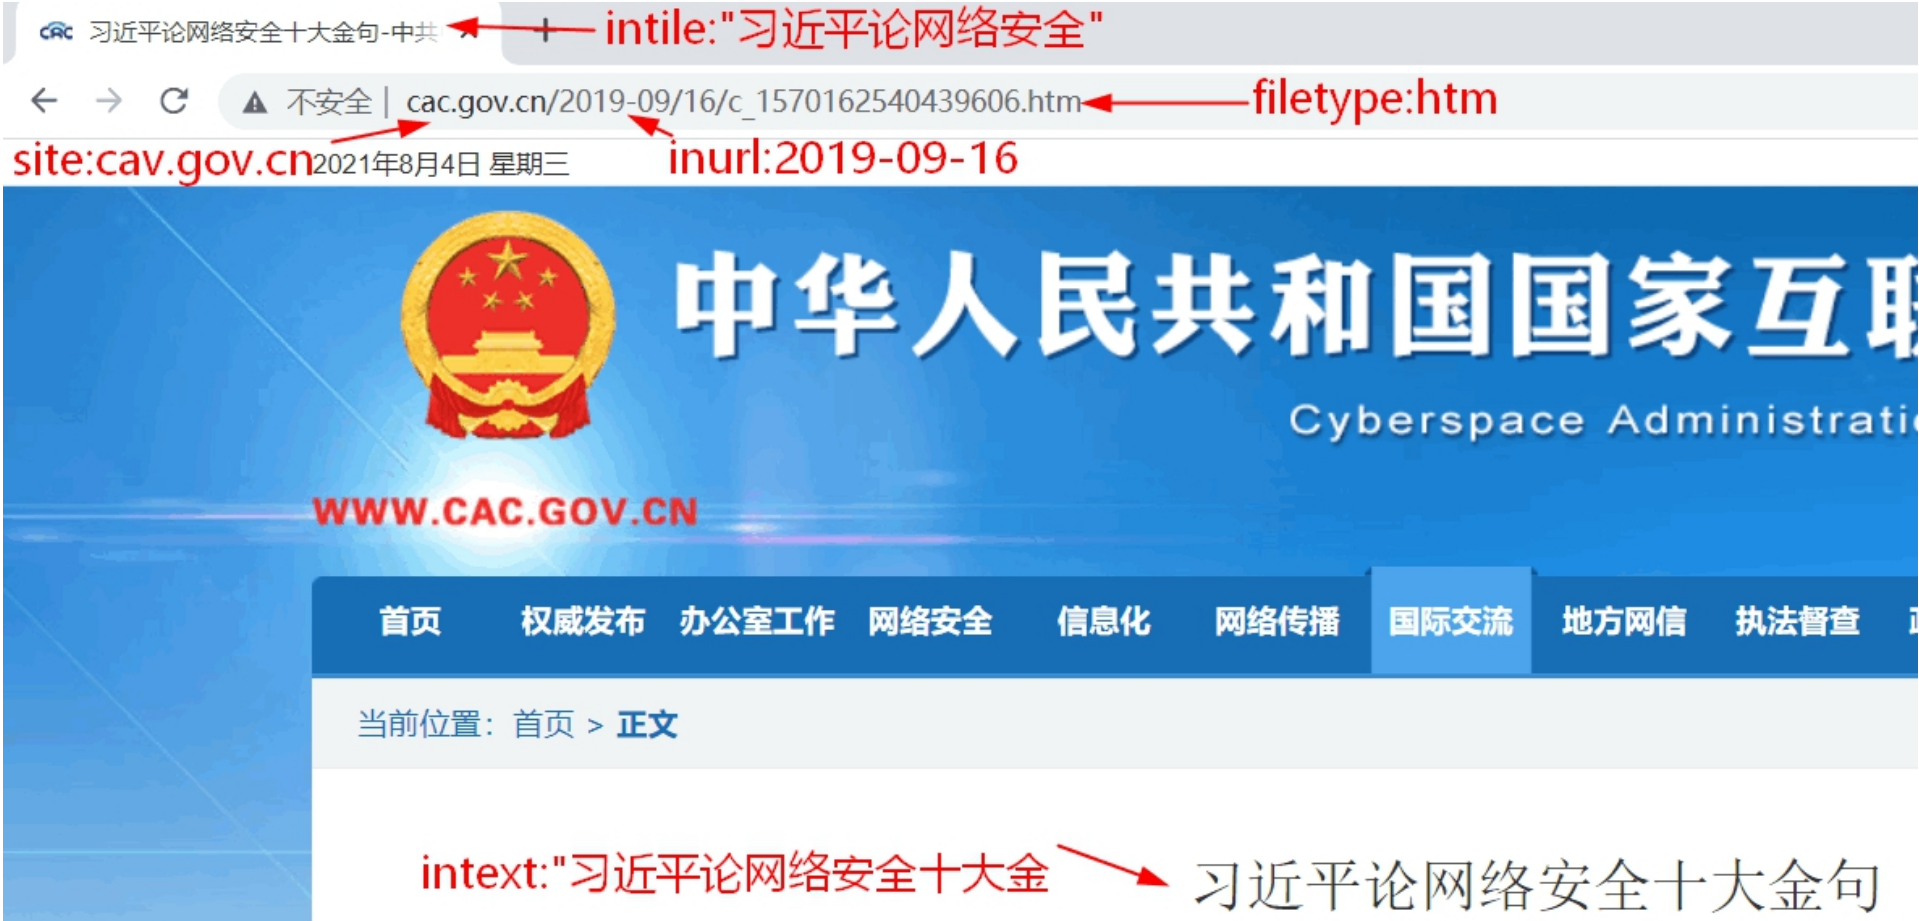 CAC 习近平论网络安全十大金句-中共 intile:"习近平论网络安全"
不安全 | cac.gov.cn/2019-09/16/c_1570162540439606.htm filetype:htm
site:cav.gov.cn 2021年8月4日 星期三 inurl:2019-09-16
中华人民共和国国家互联
Cyberspace Administrati
WWW.CAC.GOV.CN
首页 权威发布 办公室工作 网络安全 信息化 网络传播 国际交流 地方网信 执法督查
当前位置：首页 > 正文
intext:"习近平论网络安全十大金 习近平论网络安全十大金句